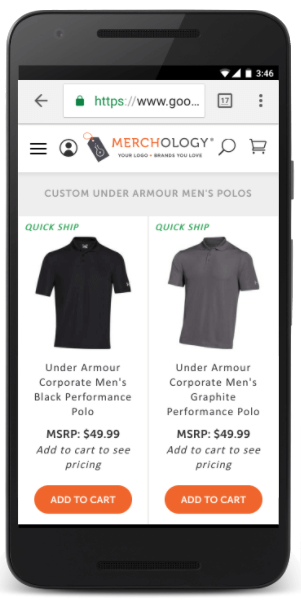 3:46
https://www.goo...
17
MERCHOLOGY®
YOUR LOGO • BRANDS YOU LOVE
CUSTOM UNDER ARMOUR MEN'S POLOS
QUICK SHIP
Under Armour
Corporate Men's
Black Performance
Polo
MSRP: $49.99
Add to cart to see
pricing
ADD TO CART
QUICK SHIP
Under Armour
Corporate Men's
Graphite
Performance Polo
MSRP: $49.99
Add to cart to see
pricing
ADD TO CART